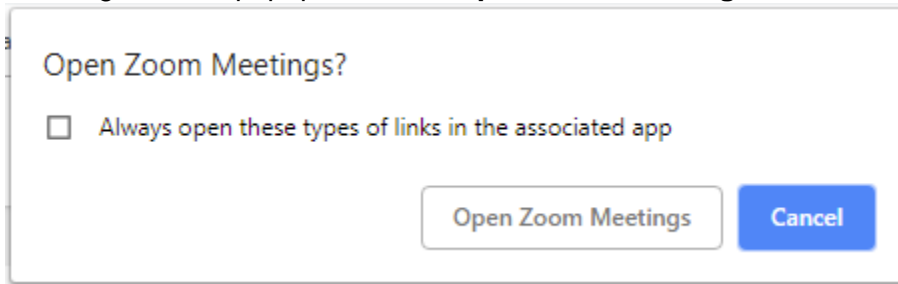 Open Zoom Meetings?
Always open these types of links in the associated app
Open Zoom Meetings Cancel